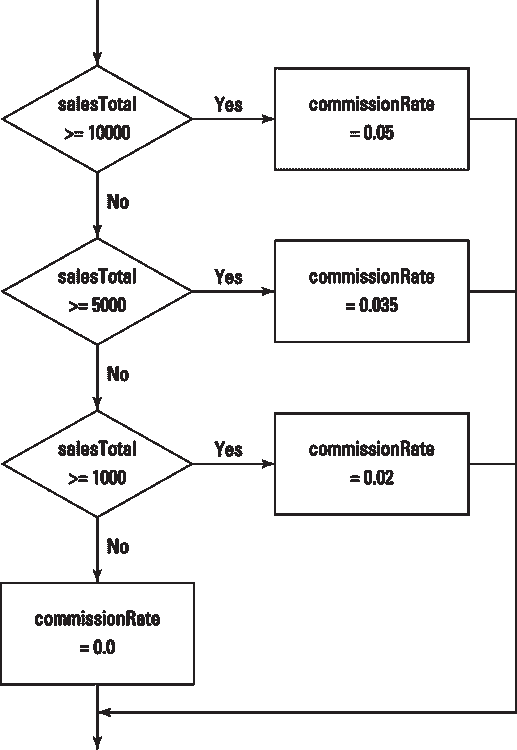 salesTotal
>= 10000
Yes
commissionRate
= 0.05
No
salesTotal
>= 5000
Yes
commissionRate
= 0.035
No
salesTotal
>= 1000
Yes
commissionRate
= 0.02
No
commissionRate
= 0.0